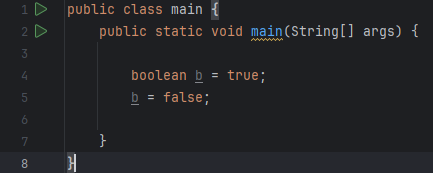 1 public class main {
2 public static void main(String[] args) {
3
4 boolean b = true;
5 b = false;
6
7 }
8 }